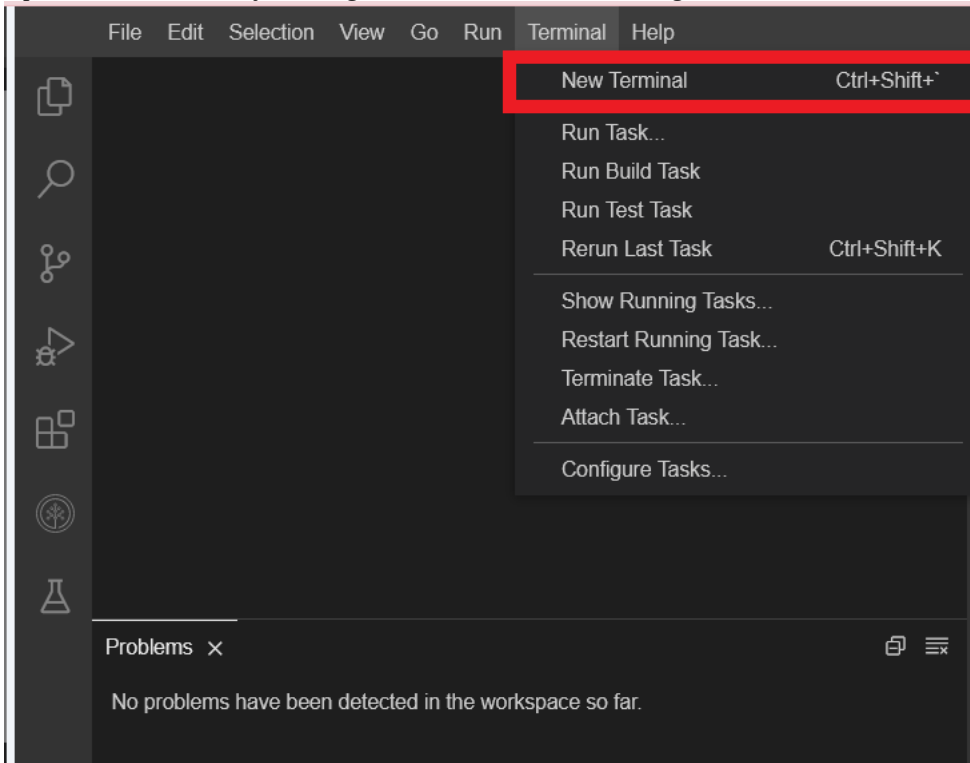 File Edit Selection View Go Run Terminal Help
New Terminal Ctrl+Shift+`
Run Task...
Run Build Task
Run Test Task
Rerun Last Task Ctrl+Shift+K
Show Running Tasks...
Restart Running Task...
Terminate Task...
Attach Task...
Configure Tasks...
Problems
No problems have been detected in the workspace so far.